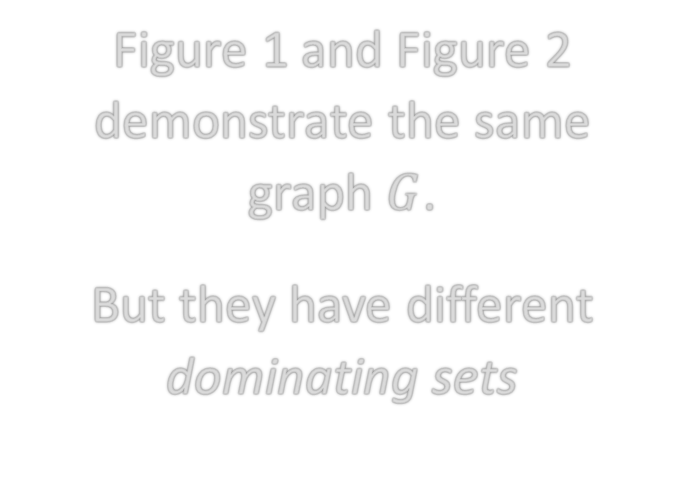 Figure 1 and Figure 2
demonstrate the same
graph G.
But they have different
dominating sets